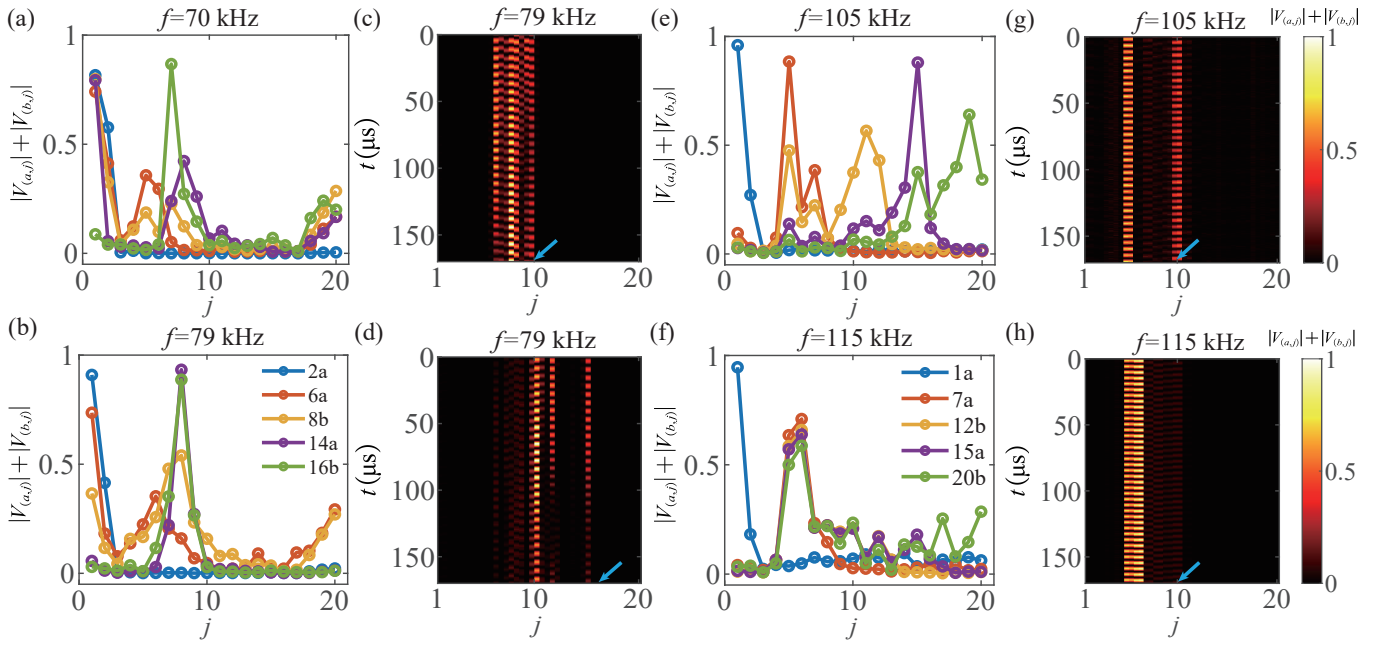 (a) f=70 kHz
|V(a,j)| + |V(b,j)|
1
0.5
0
0 10 20
j
(c) f=79 kHz
t (μs)
0
50
100
150
1 10 20
j
(e) f=105 kHz
|V(a,j)| + |V(b,j)|
1
0.5
0
0 10 20
j
(g) f=105 kHz
|V(a,j)|+|V(b,j)|
t (μs)
0
50
100
150
1 10 20
j
1
0.5
0
(b) f=79 kHz
|V(a,j)| + |V(b,j)|
1
0.5
0
2a
6a
8b
14a
16b
0 10 20
j
(d) f=79 kHz
t (μs)
0
50
100
150
1 10 20
j
(f) f=115 kHz
|V(a,j)| + |V(b,j)|
1
0.5
0
1a
7a
12b
15a
20b
0 10 20
j
(h) f=115 kHz
|V(a,j)|+|V(b,j)|
t (μs)
0
50
100
150
1 10 20
j
1
0.5
0